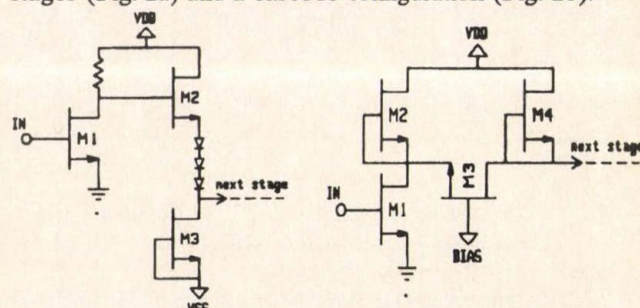 stages (Fig. 2a) and a cascode configuration (Fig. 2b).
VDD
M2
IN
M1
next stage
M3
VSS
VDD
M2
M4
M3
next stage
IN
M1
BIAS